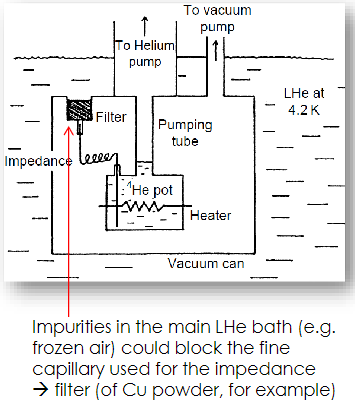 To vacuum
pump
To Helium
pump
LHe at
4.2 K
Filter
Pumping
tube
Impedance
⁴He pot
Heater
Vacuum can
Impurities in the main LHe bath (e.g.
frozen air) could block the fine
capillary used for the impedance
→ filter (of Cu powder, for example)